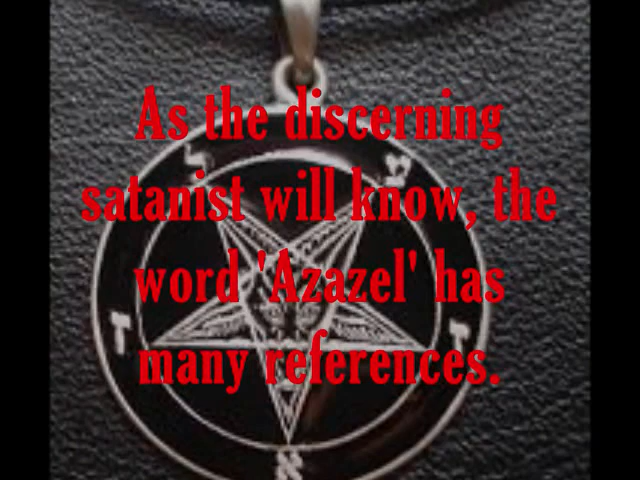 As the discerning
satanist will know, the
word 'Azazel' has
many references.